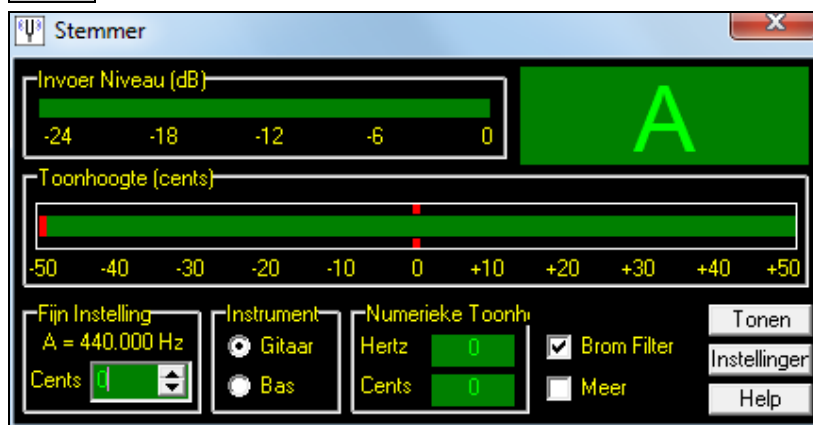 Stemmer
Invoer Niveau (dB)
-24 -18 -12 -6 0
A
Toonhoogte (cents)
-50 -40 -30 -20 -10 0 +10 +20 +30 +40 +50
Fijn Instelling
A = 440.000 Hz
Cents 0
Instrument
Gitaar
Bas
Numerieke Toonh
Hertz 0
Cents 0
Brom Filter
Meer
Tonen
Instellinger
Help